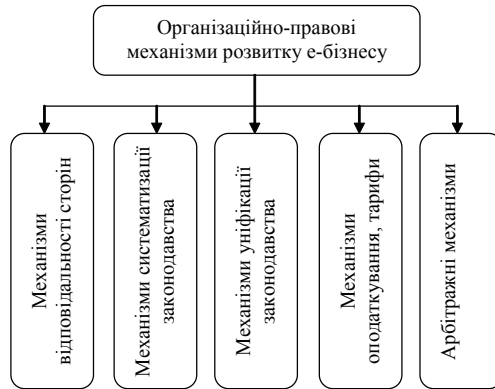 Організаційно-правові
механізми розвитку е-бізнесу
Механізми
відповідальності сторін
Механізми систематизації
законодавства
Механізми уніфікації
законодавства
Механізми
оподаткування, тарифи
Арбітражні механізми